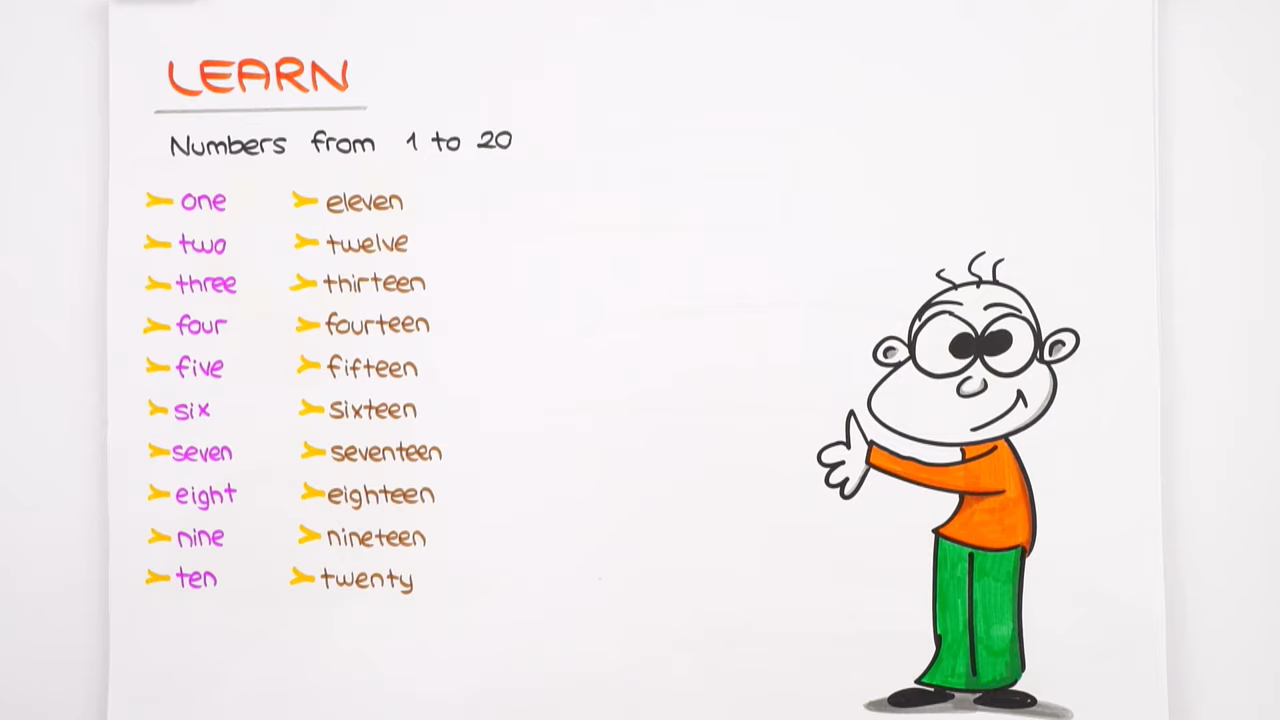 LEARN
Numbers from 1 to 20
one
two
three
four
five
six
seven
eight
nine
ten
eleven
twelve
thirteen
fourteen
fifteen
sixteen
seventeen
eighteen
nineteen
twenty